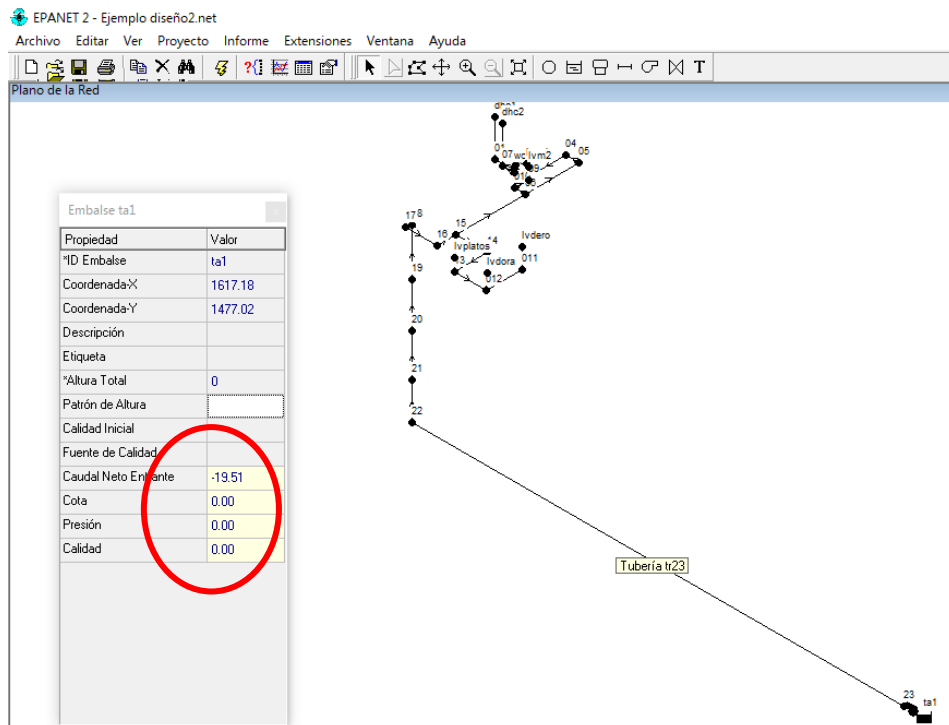 EPANET 2 - Ejemplo diseño2.net
Archivo Editar Ver Proyecto Informe Extensiones Ventana Ayuda
T
Plano de la Red
dhc2
04
01
07
lvm2
05
178
15
16
*4
lvdero
lvplatos
lvdora
011
012
19
20
21
22
Tubería tr23
23
ta1
Embalse ta1
Propiedad Valor
*ID Embalse ta1
Coordenada-X 1617.18
Coordenada-Y 1477.02
Descripción
Etiqueta
*Altura Total 0
Patrón de Altura
Calidad Inicial
Fuente de Calidad
Caudal Neto Entrante -19.51
Cota 0.00
Presión 0.00
Calidad 0.00